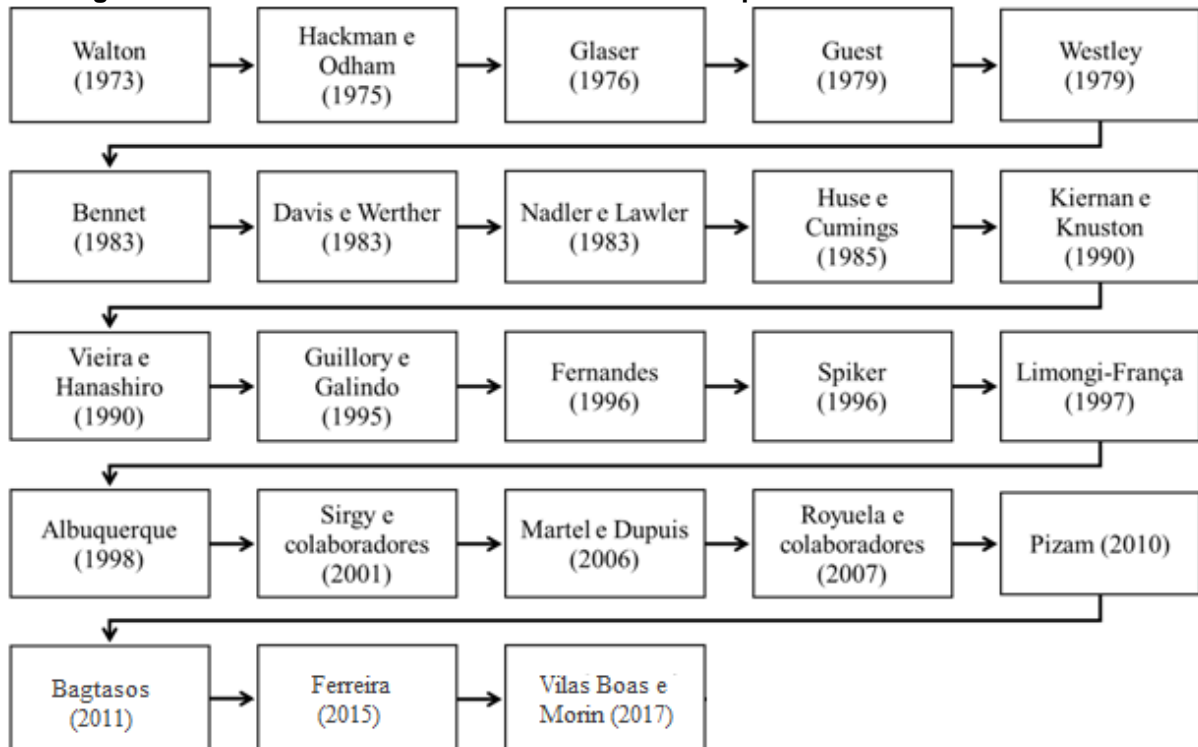 Walton
(1973)
Hackman e
Odham
(1975)
Glaser
(1976)
Guest
(1979)
Westley
(1979)
Bennet
(1983)
Davis e Werther
(1983)
Nadler e Lawler
(1983)
Huse e
Cumings
(1985)
Kiernan e
Knuston
(1990)
Vieira e
Hanashiro
(1990)
Guillory e
Galindo
(1995)
Fernandes
(1996)
Spiker
(1996)
Limongi-França
(1997)
Albuquerque
(1998)
Sirgy e
colaboradores
(2001)
Martel e Dupuis
(2006)
Royuela e
colaboradores
(2007)
Pizam (2010)
Bagtasos
(2011)
Ferreira
(2015)
Vilas Boas e
Morin (2017)